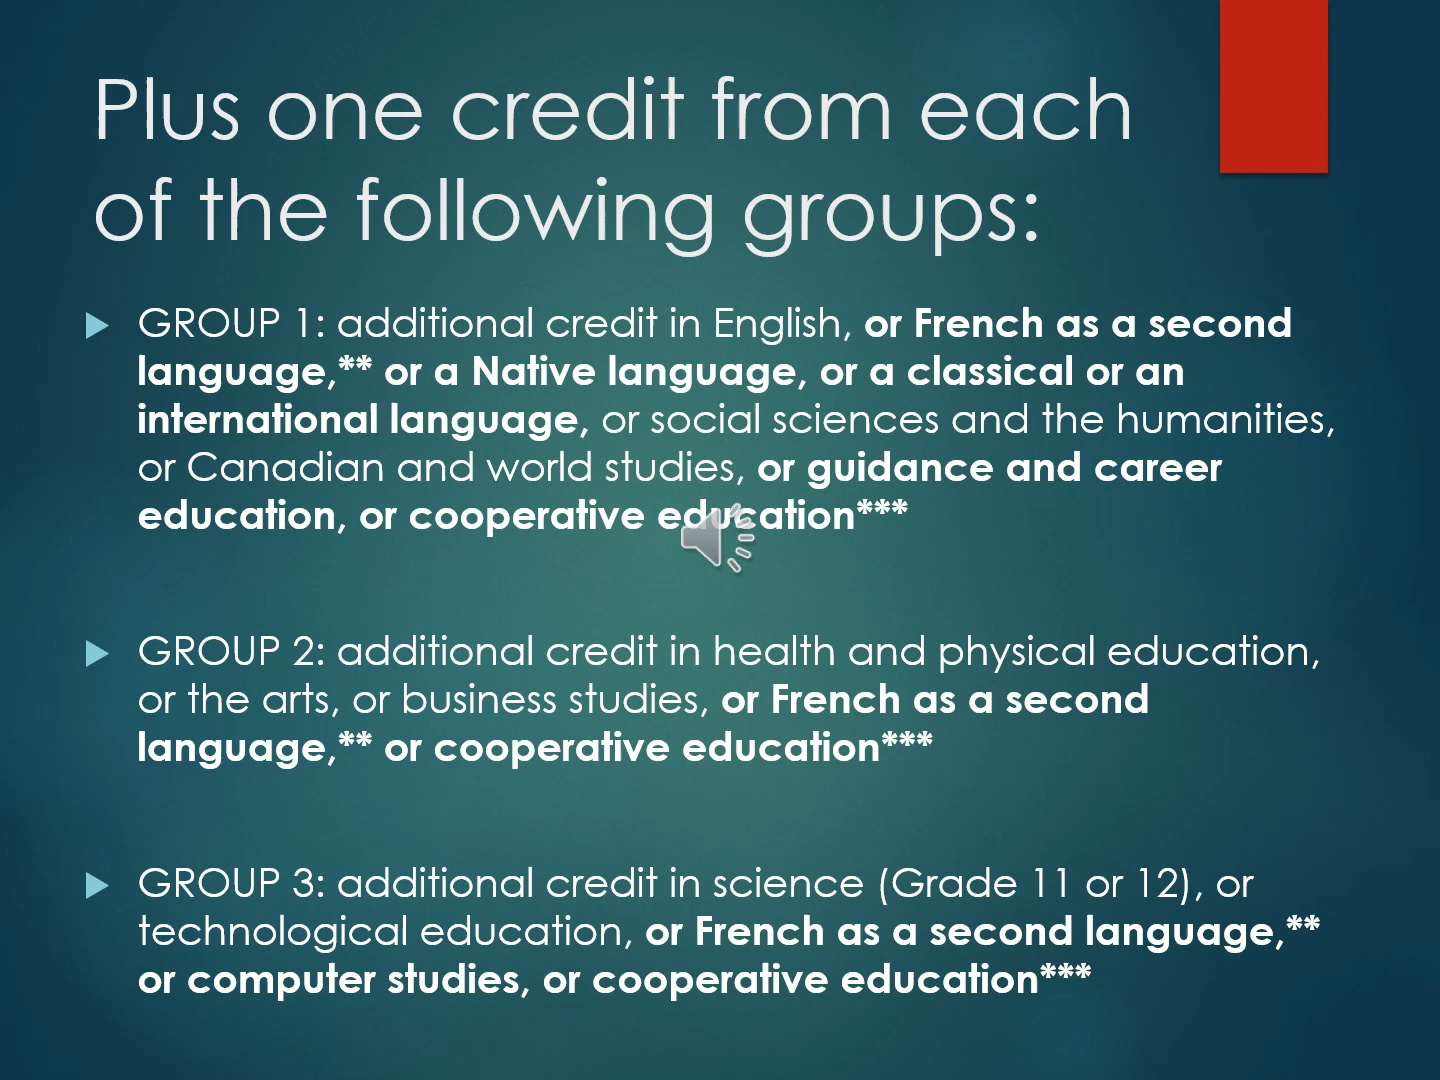 Plus one credit from each
of the following groups:
GROUP 1: additional credit in English, or French as a second
language,** or a Native language, or a classical or an
international language, or social sciences and the humanities,
or Canadian and world studies, or guidance and career
education, or cooperative education***
GROUP 2: additional credit in health and physical education,
or the arts, or business studies, or French as a second
language,** or cooperative education***
GROUP 3: additional credit in science (Grade 11 or 12), or
technological education, or French as a second language,**
or computer studies, or cooperative education***